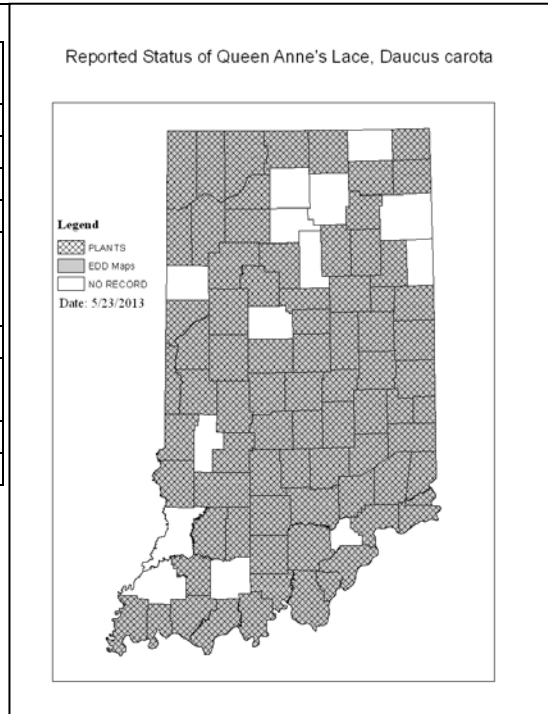 Reported Status of Queen Anne's Lace, Daucus carota
Legend
PLANTS
EDD Maps
NO RECORD
Date: 5/23/2013